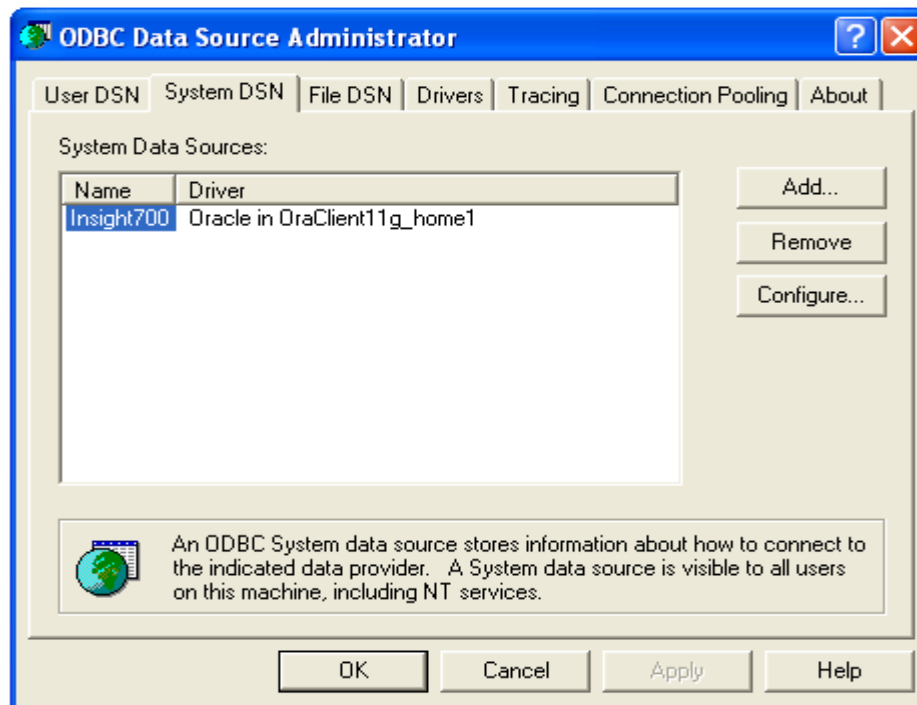 ODBC Data Source Administrator
User DSN System DSN File DSN Drivers Tracing Connection Pooling About
System Data Sources:
Name Driver
Insight700 Oracle in OraClient11g_home1
Add...
Remove
Configure...
An ODBC System data source stores information about how to connect to
the indicated data provider. A System data source is visible to all users
on this machine, including NT services.
OK Cancel Apply Help